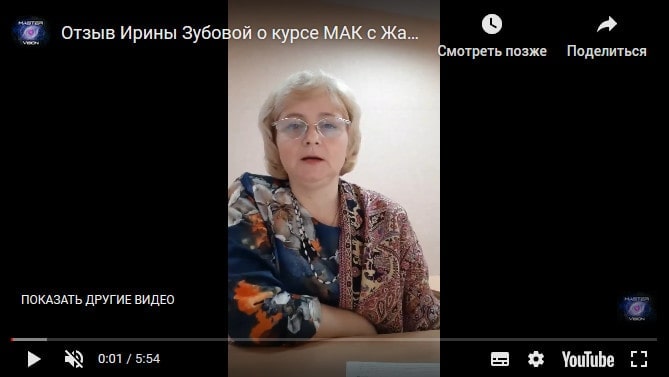 MASTER
VISION
Отзыв Ирины Зубовой о курсе МАК с Жа...
Смотреть позже
Поделиться
ПОКАЗАТЬ ДРУГИЕ ВИДЕО
MASTER
VISION
0:01 / 5:54
YouTube